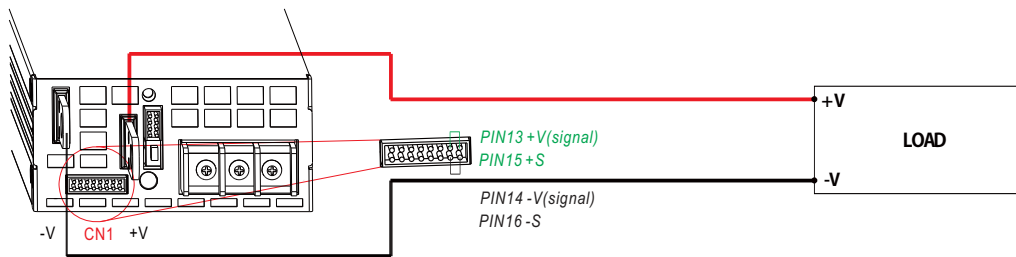 +V
LOAD
-V
PIN13 +V(signal)
PIN15 +S
PIN14 -V(signal)
PIN16 -S
-V CN1 +V